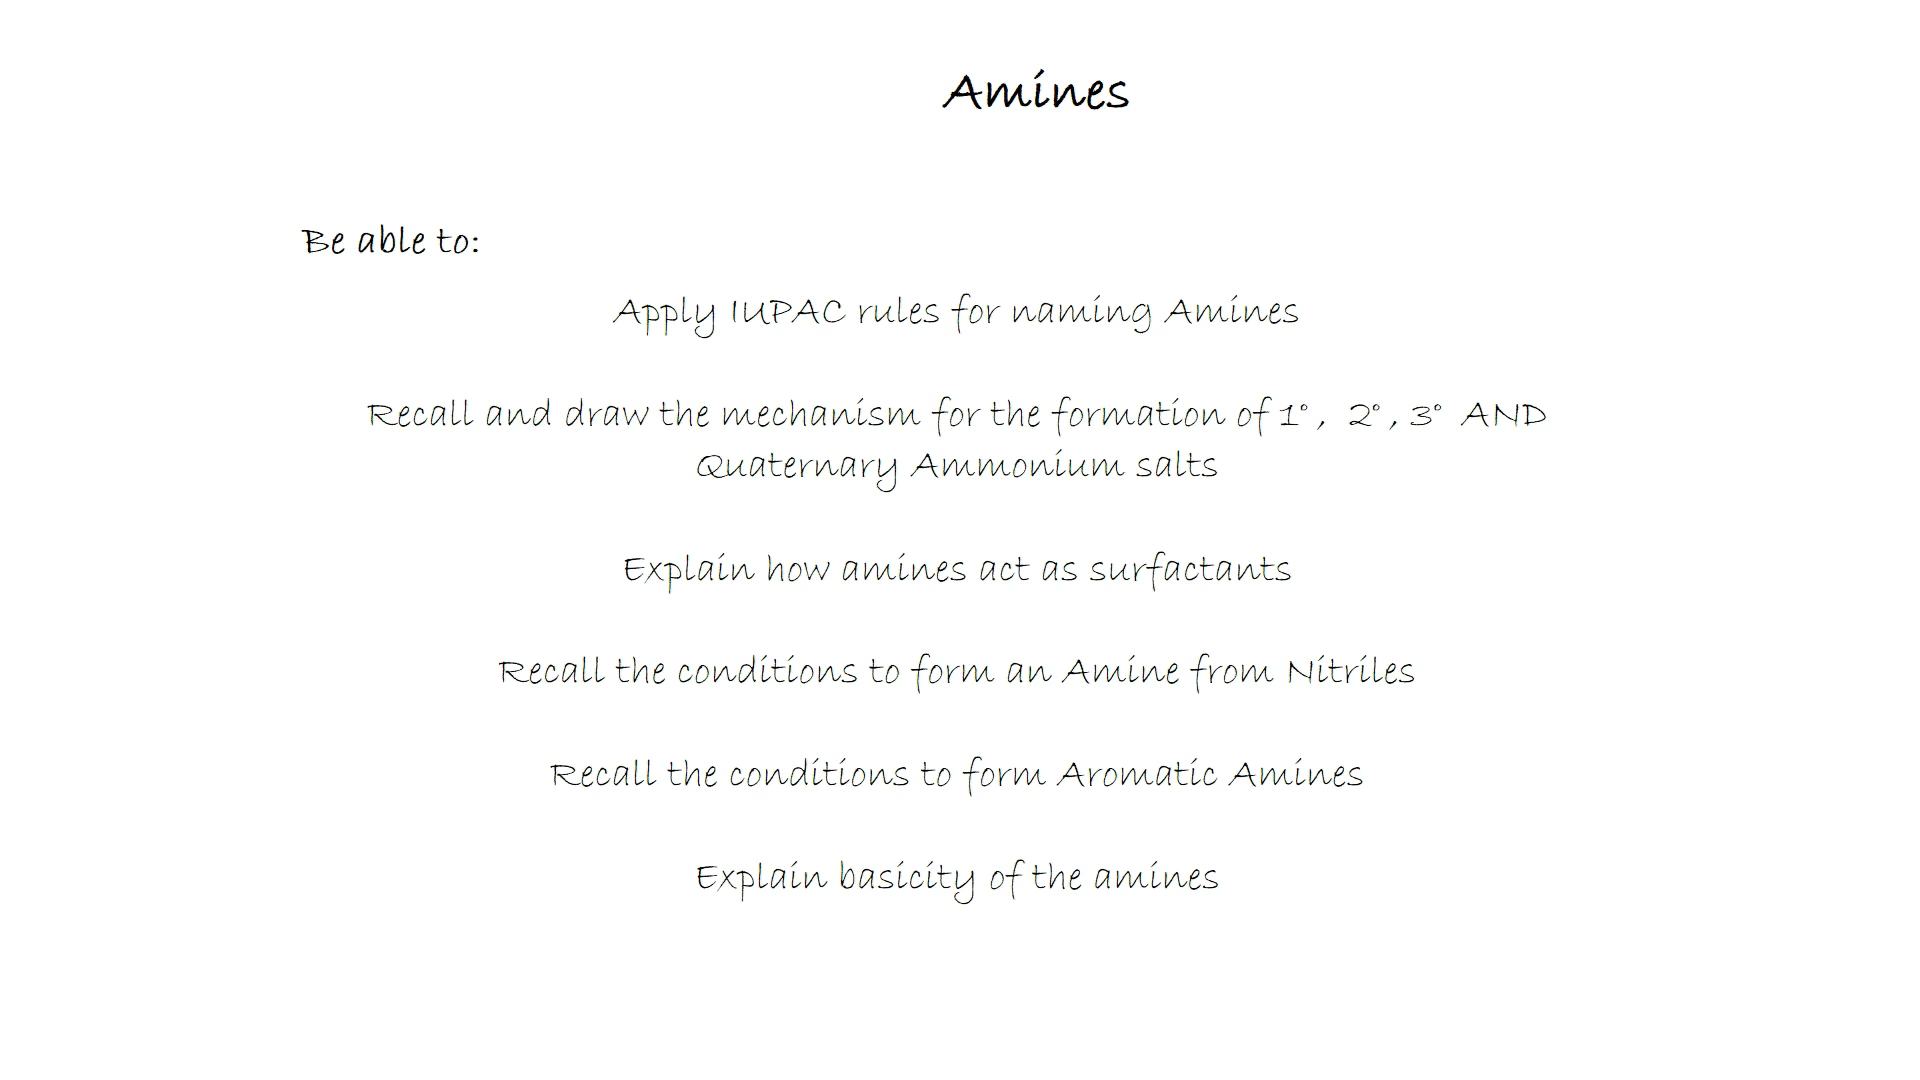 Amines
Be able to:
Apply IUPAC rules for naming Amines
Recall and draw the mechanism for the formation of 1°, 2°, 3° AND
Quaternary Ammonium salts
Explain how amines act as surfactants
Recall the conditions to form an Amine from Nitriles
Recall the conditions to form Aromatic Amines
Explain basicity of the amines